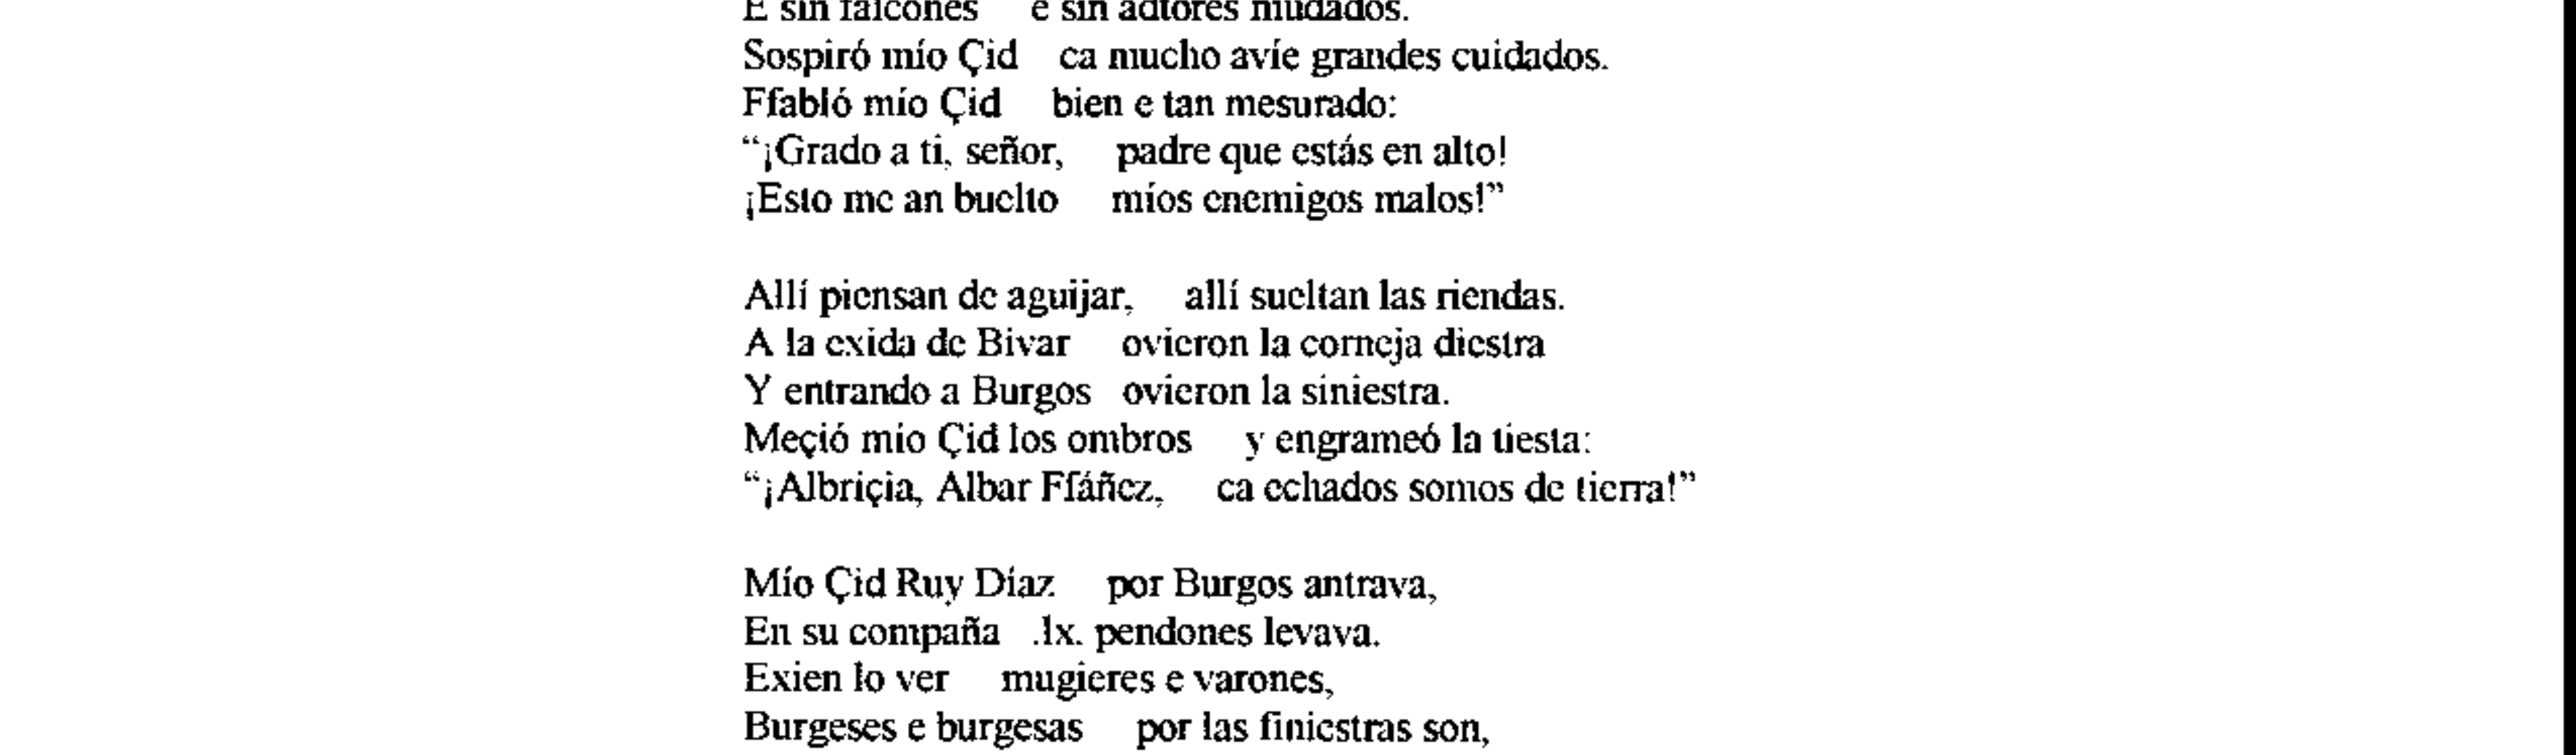 E sin falcones e sin adtores mudados.
Sospiró mío Çid ca mucho avíe grandes cuidados.
Ffabló mío Çid bien e tan mesurado:
“¡Grado a ti, señor, padre que estás en alto!
¡Esto me an buelto míos enemigos malos!”
Allí piensan de aguijar, allí sueltan las riendas.
A la exida de Bivar ovieron la corneja diestra
Y entrando a Burgos ovieron la siniestra.
Meçió mío Çid los ombros y engrameó la tiesta:
“¡Albriçia, Albar Ffáñez, ca echados somos de tierra!”
Mío Çid Ruy Díaz por Burgos antrava,
En su compaña .lx. pendones levava.
Exien lo ver mugieres e varones,
Burgeses e burgesas por las finiestras son,